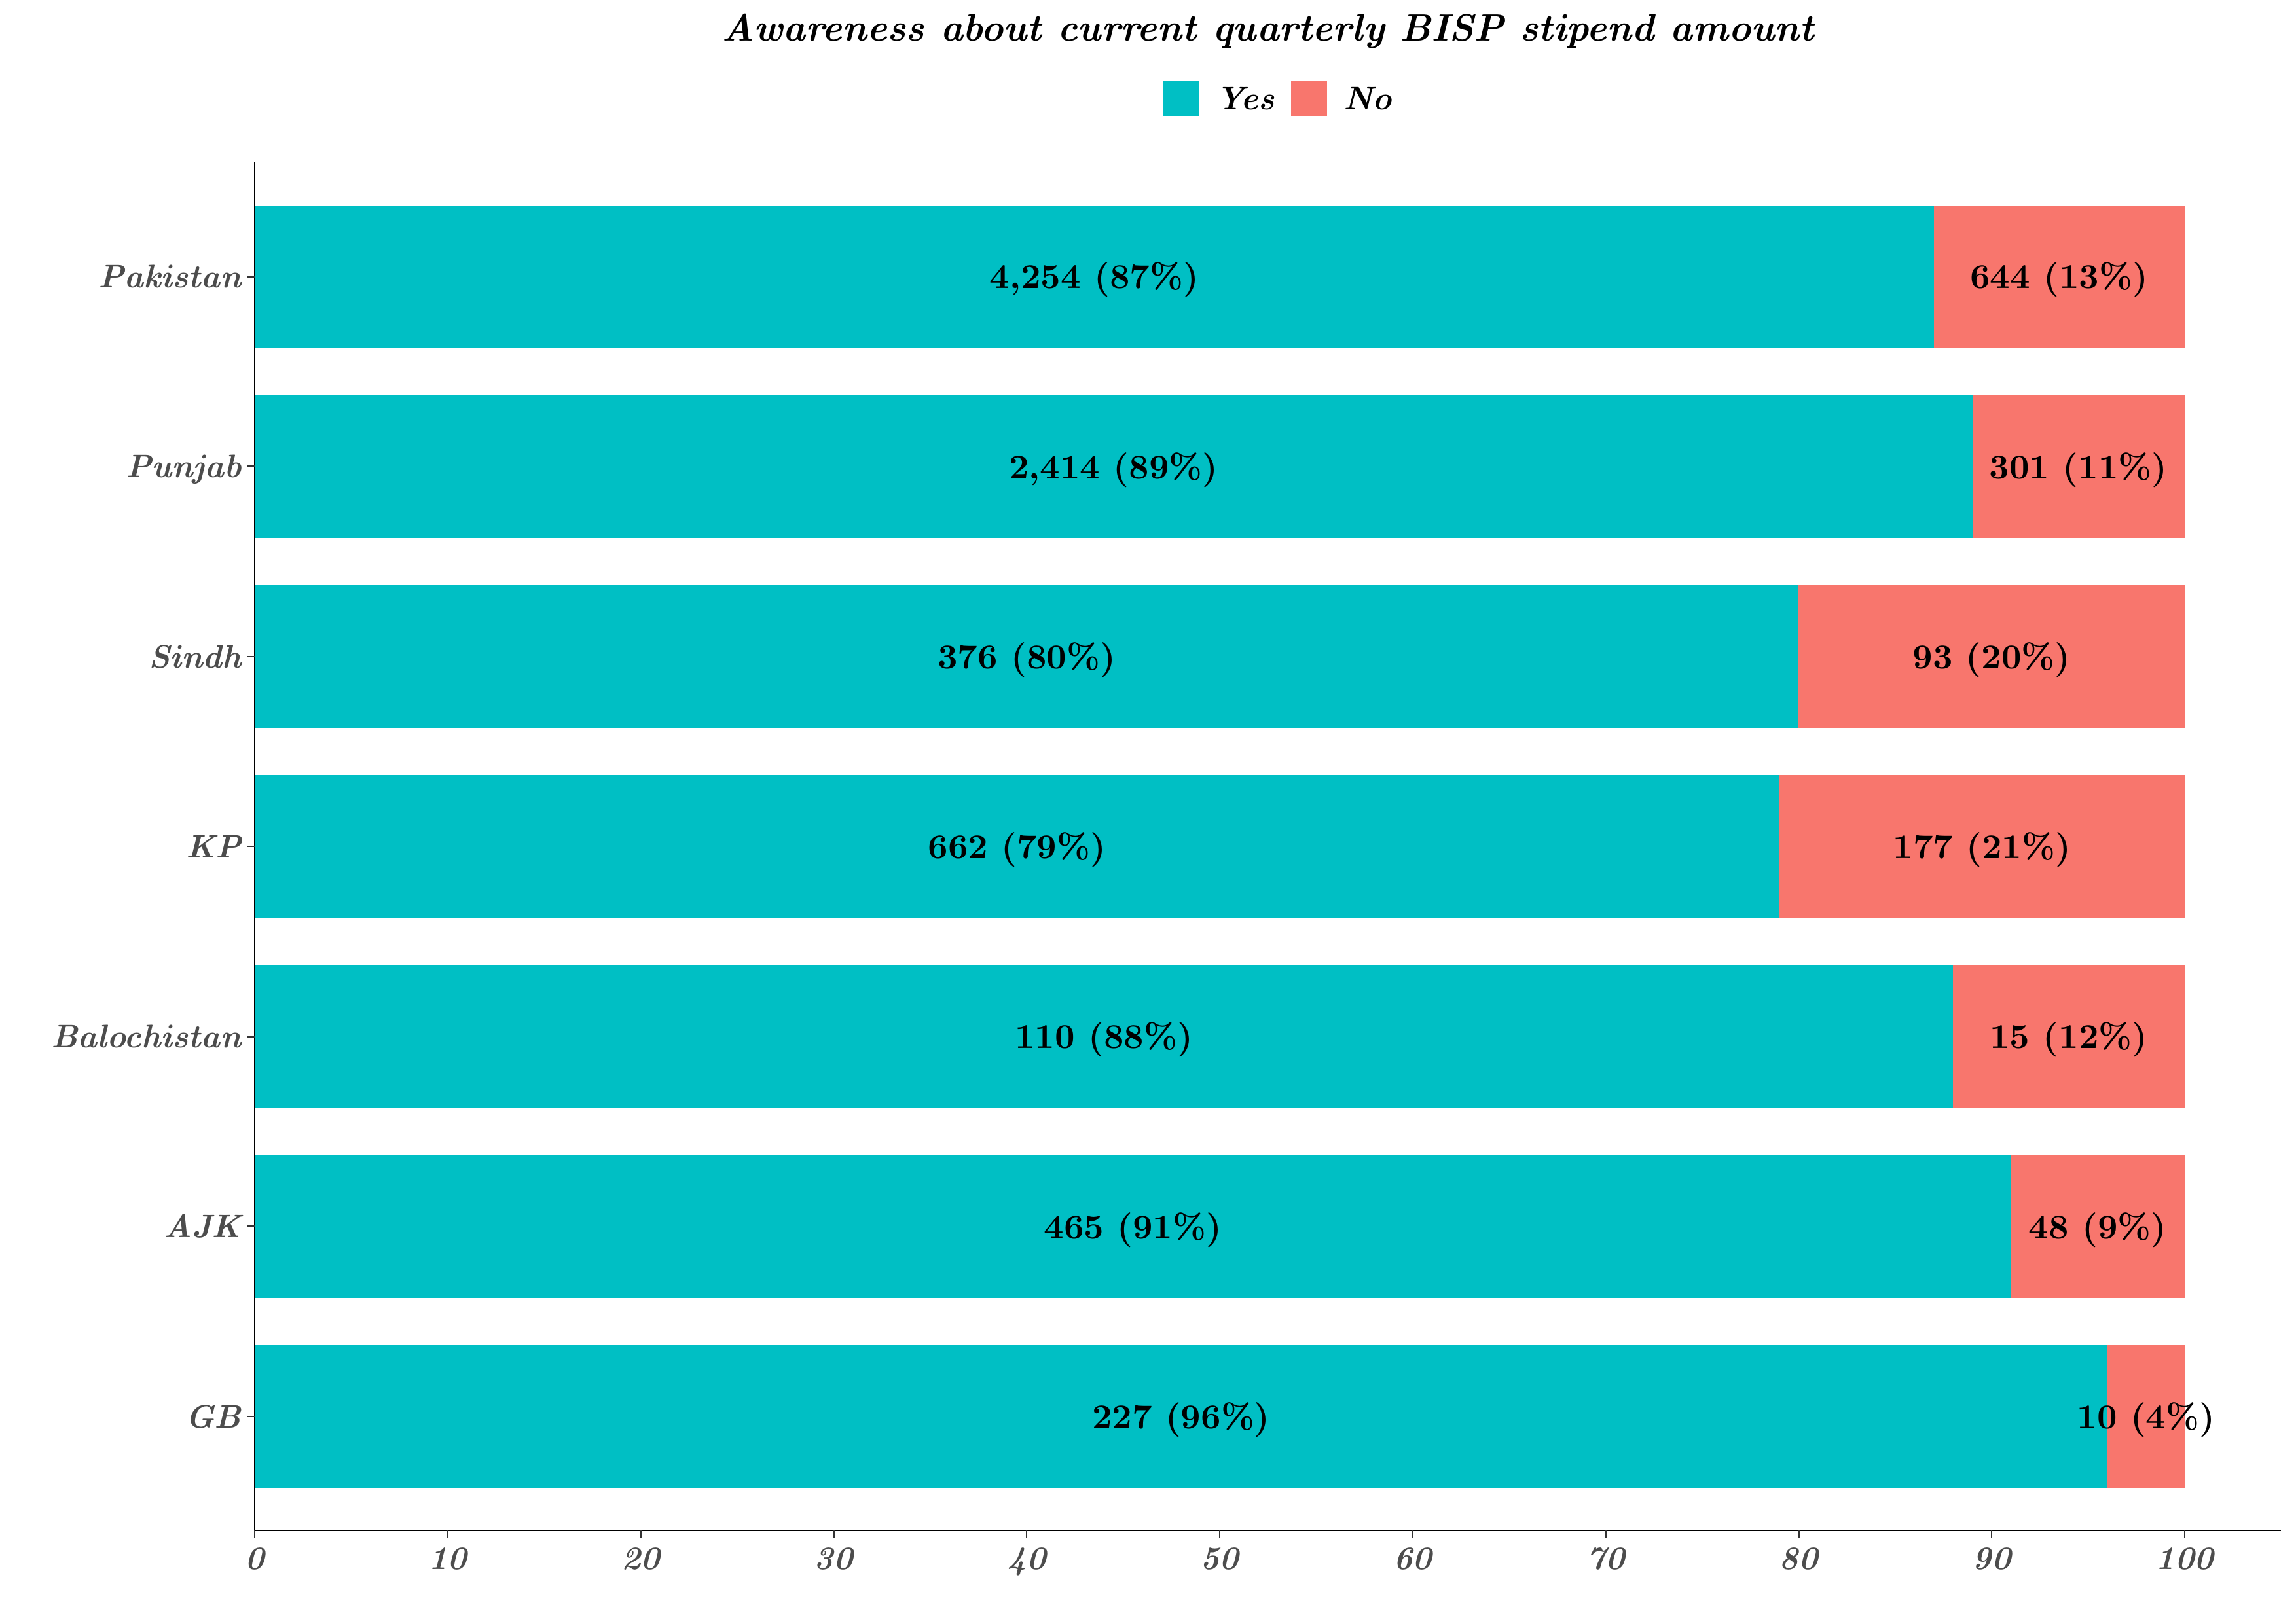 Awareness about current quarterly BISP stipend amount
Yes No
Pakistan 4,254 (87%) 644 (13%)
Punjab 2,414 (89%) 301 (11%)
Sindh 376 (80%) 93 (20%)
KP 662 (79%) 177 (21%)
Balochistan 110 (88%) 15 (12%)
AJK 465 (91%) 48 (9%)
GB 227 (96%) 10 (4%)
0 10 20 30 40 50 60 70 80 90 100